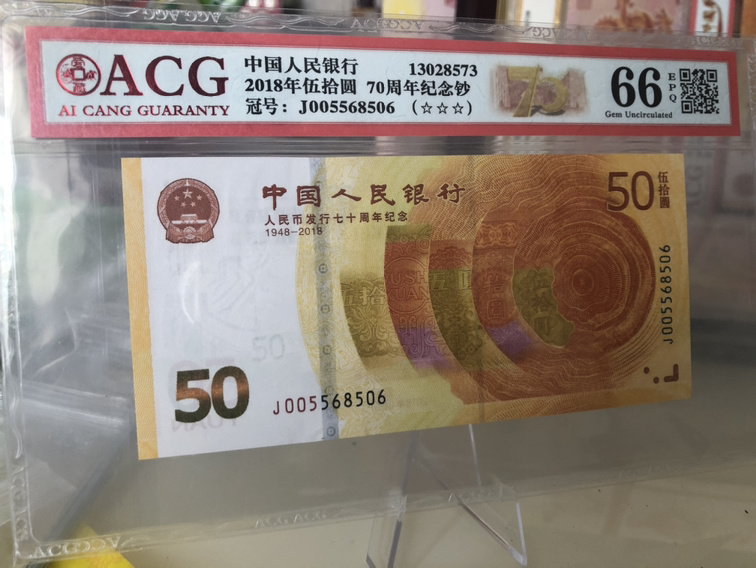 ACG
AI CANG GUARANTY
中国人民银行 13028573
2018年伍拾圆 70周年纪念钞
冠号: J005568506 (☆☆☆)
70
66
EPQ
Gem Uncirculated
中国人民银行
人民币发行七十周年纪念
1948-2018
50
伍拾圆
J005568506
50
J005568506